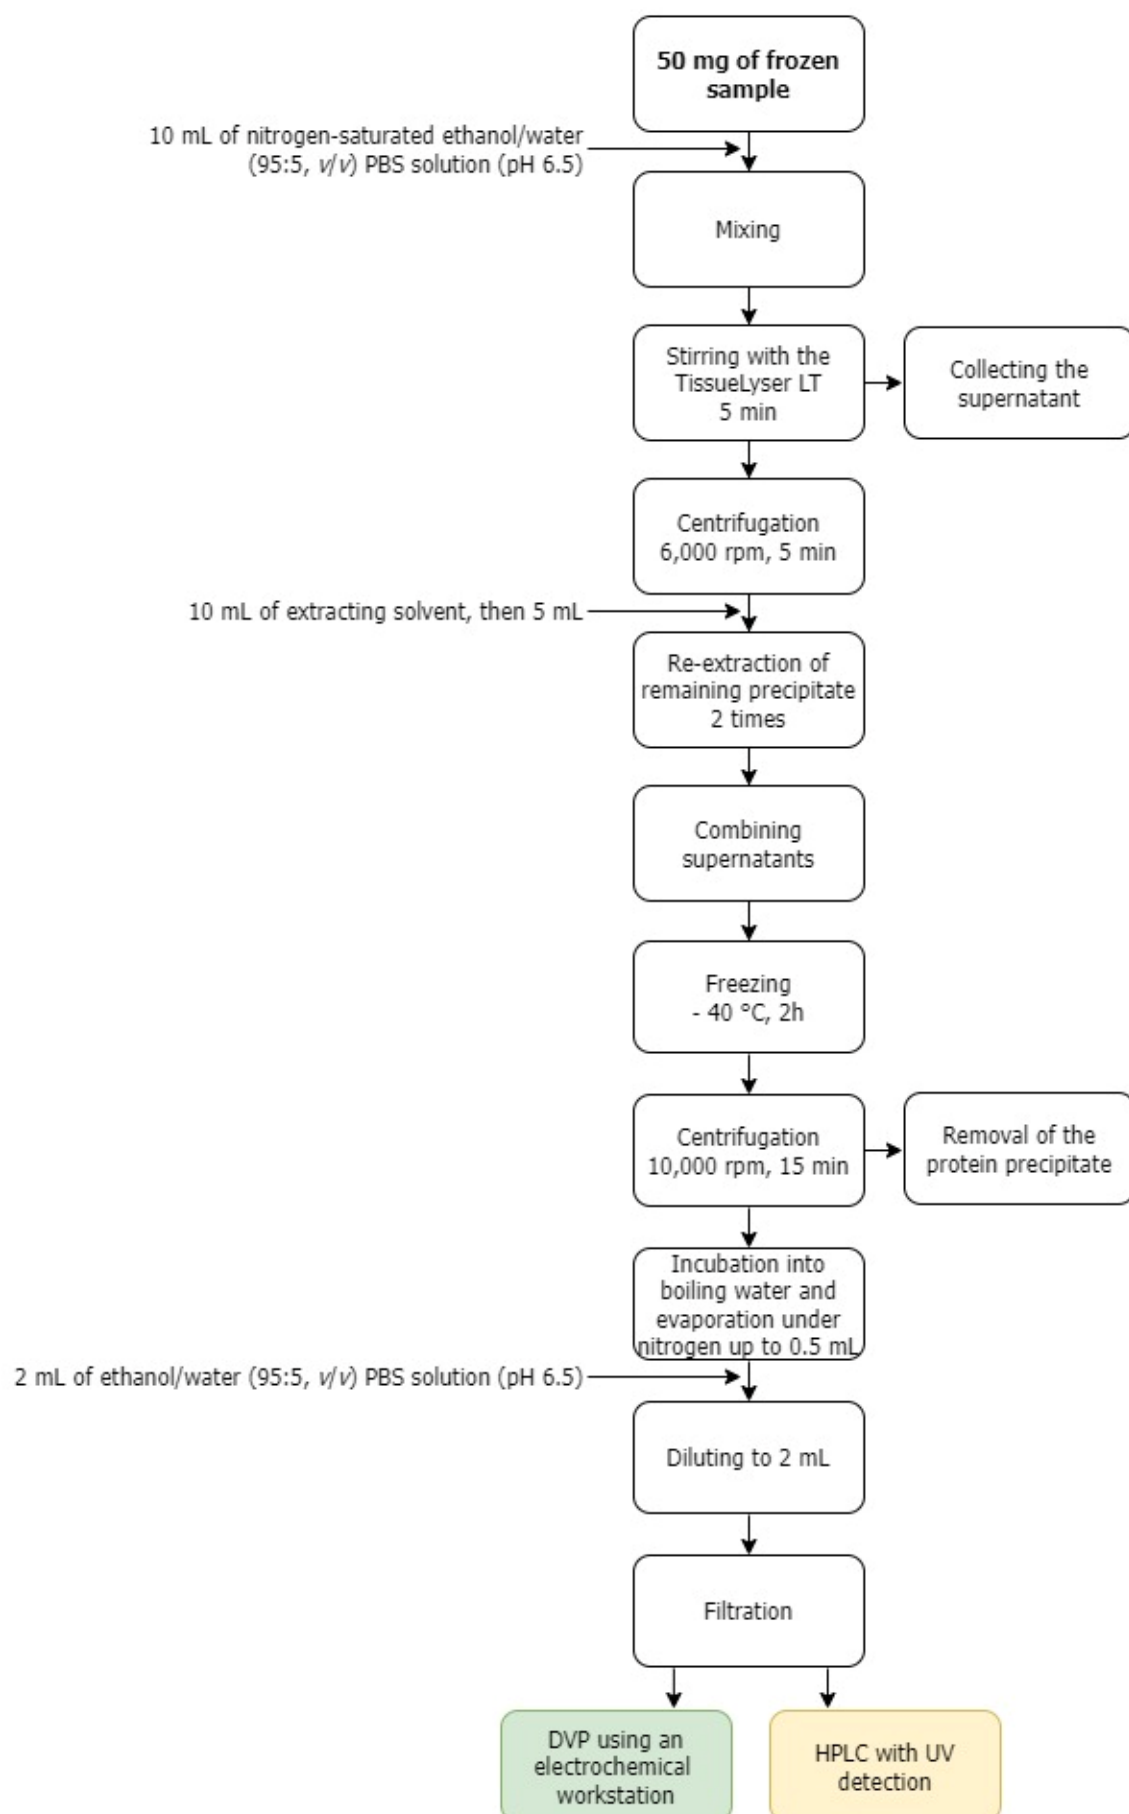 50 mg of frozen
sample
10 mL of nitrogen-saturated ethanol/water
(95:5, v/v) PBS solution (pH 6.5)
Mixing
Stirring with the
TissueLyser LT
5 min
Collecting the
supernatant
Centrifugation
6,000 rpm, 5 min
10 mL of extracting solvent, then 5 mL
Re-extraction of
remaining precipitate
2 times
Combining
supernatants
Freezing
- 40 °C, 2h
Centrifugation
10,000 rpm, 15 min
Removal of the
protein precipitate
Incubation into
boiling water and
evaporation under
nitrogen up to 0.5 mL
2 mL of ethanol/water (95:5, v/v) PBS solution (pH 6.5)
Diluting to 2 mL
Filtration
DVP using an
electrochemical
workstation
HPLC with UV
detection